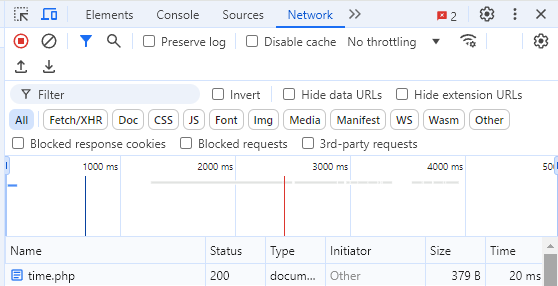 Elements Console Sources Network 2
Preserve log Disable cache No throttling
Filter Invert Hide data URLs Hide extension URLs
All Fetch/XHR Doc CSS JS Font Img Media Manifest WS Wasm Other
Blocked response cookies Blocked requests 3rd-party requests
1000 ms 2000 ms 3000 ms 4000 ms
Name Status Type Initiator Size Time
time.php 200 docum... Other 379 B 20 ms